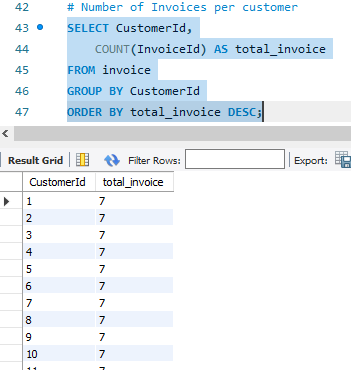 42 # Number of Invoices per customer
43 SELECT CustomerId,
44 COUNT(InvoiceId) AS total_invoice
45 FROM invoice
46 GROUP BY CustomerId
47 ORDER BY total_invoice DESC;
Result Grid Filter Rows: Export:
CustomerId total_invoice
1 7
2 7
3 7
4 7
5 7
6 7
7 7
8 7
9 7
10 7
11 7